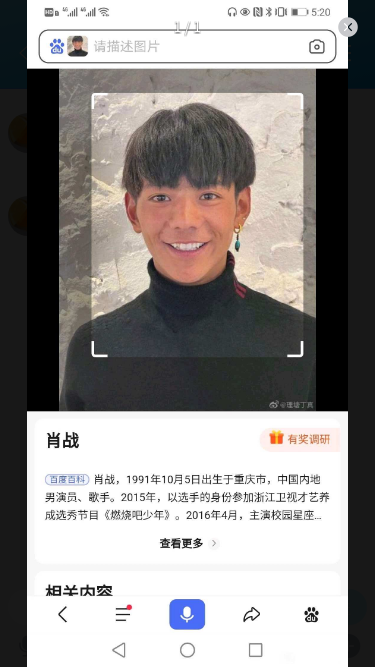 1 / 1
5:20
请描述图片
@理塘丁真
肖战
有奖调研
百度百科 肖战，1991年10月5日出生于重庆市，中国内地
男演员、歌手。2015年，以选手的身份参加浙江卫视才艺养
成选秀节目《燃烧吧少年》。2016年4月，主演校园星座...
查看更多
相关内容